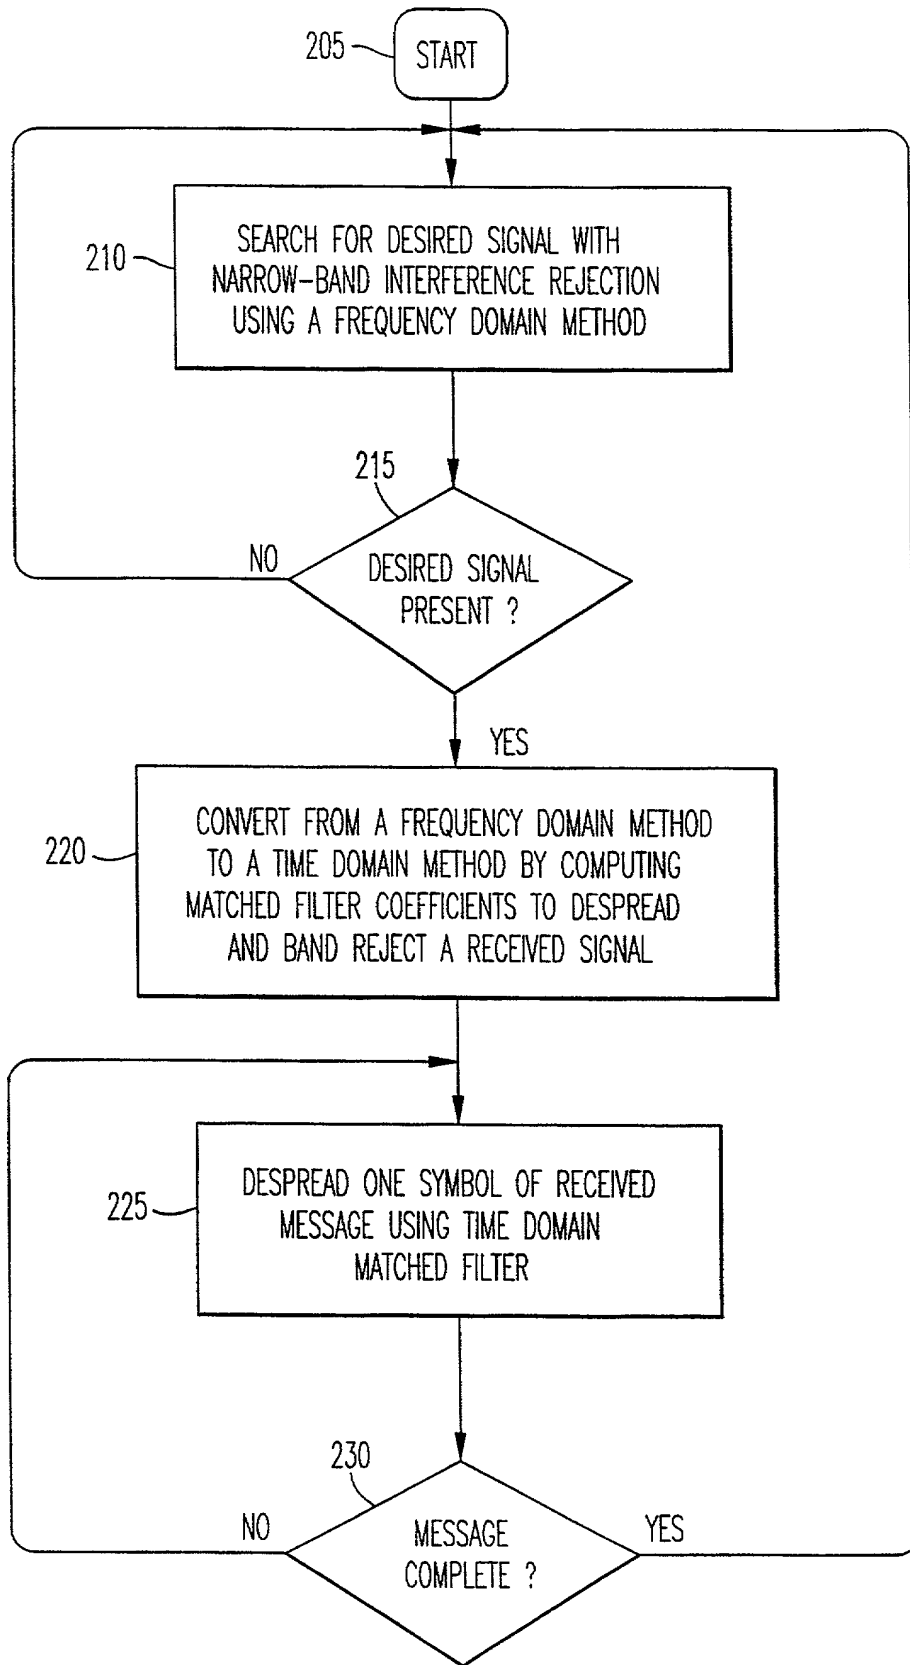 205
START
210
SEARCH FOR DESIRED SIGNAL WITH
NARROW-BAND INTERFERENCE REJECTION
USING A FREQUENCY DOMAIN METHOD
215
NO
DESIRED SIGNAL
PRESENT ?
YES
220
CONVERT FROM A FREQUENCY DOMAIN METHOD
TO A TIME DOMAIN METHOD BY COMPUTING
MATCHED FILTER COEFFICIENTS TO DESPREAD
AND BAND REJECT A RECEIVED SIGNAL
225
DESPREAD ONE SYMBOL OF RECEIVED
MESSAGE USING TIME DOMAIN
MATCHED FILTER
230
NO
MESSAGE
COMPLETE ?
YES